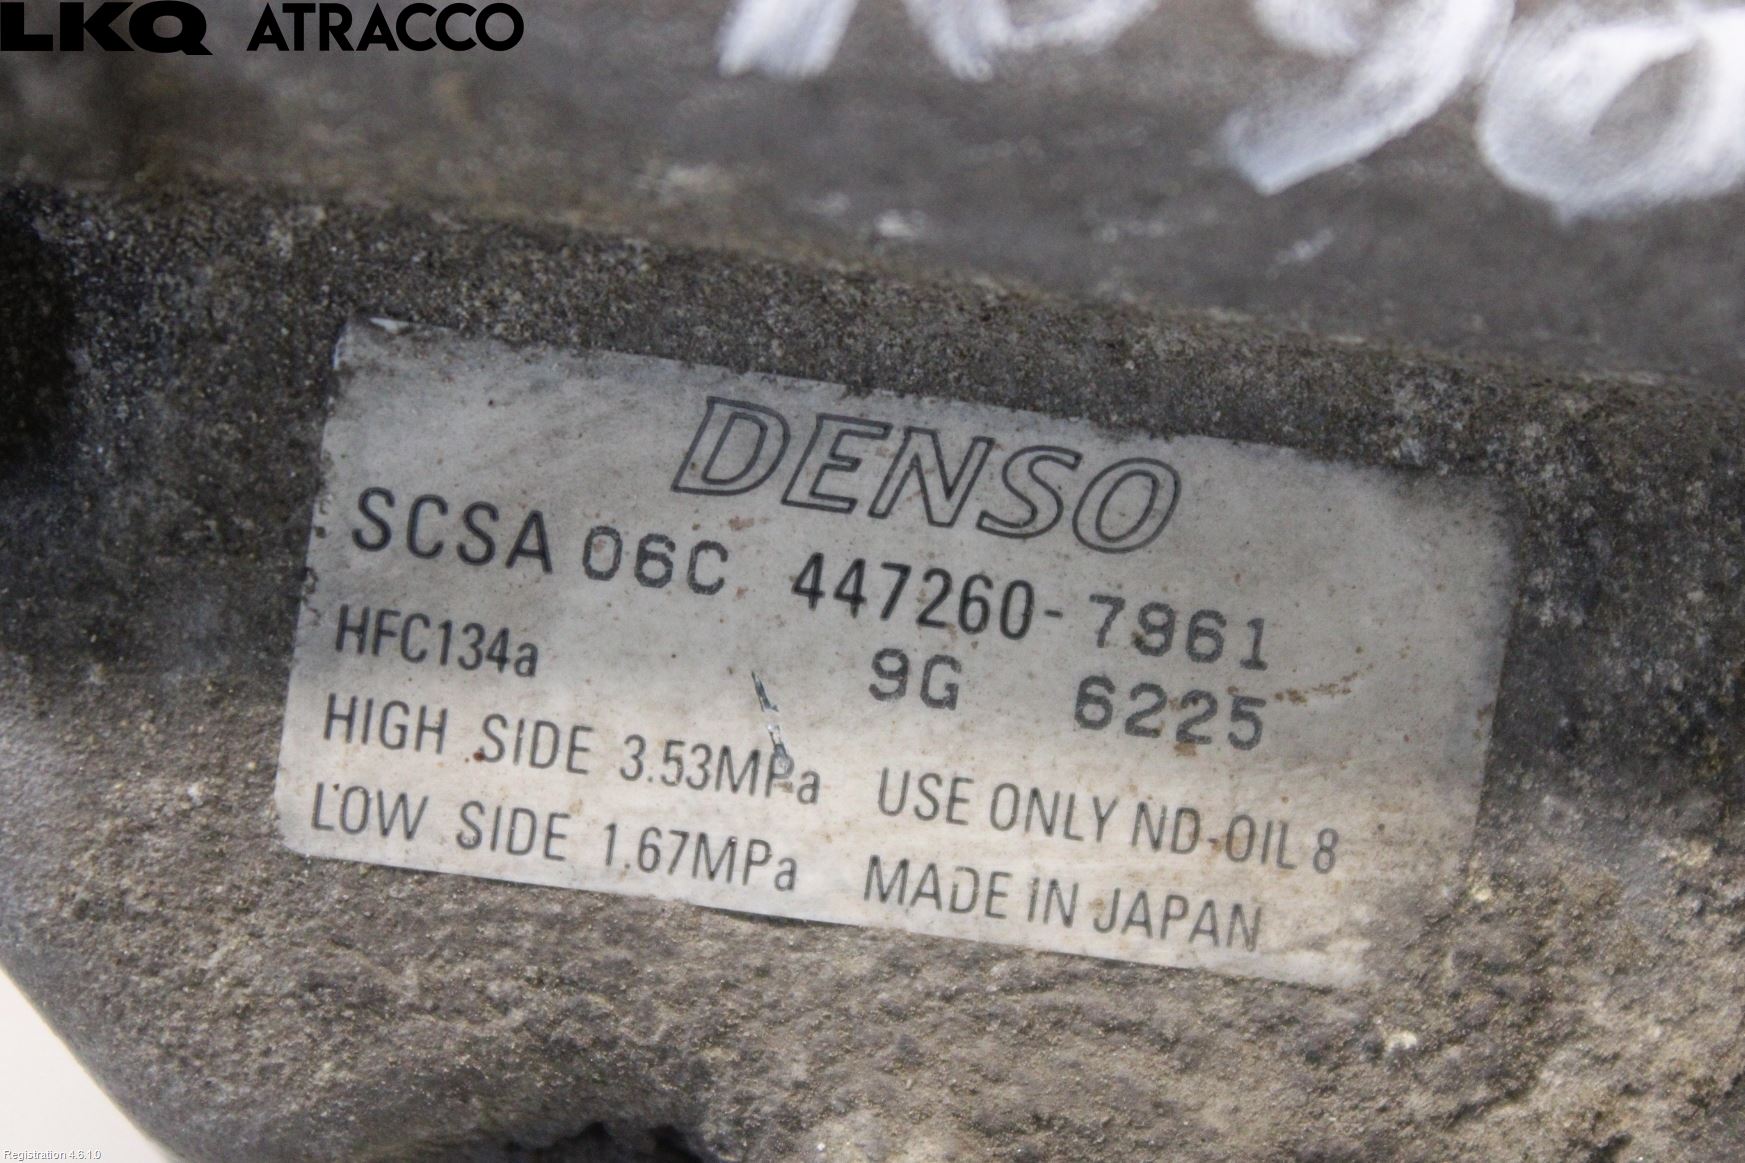 LKQ ATRACCO
DENSO
SCSA 06C 447260-7961
HFC134a 9G 6225
HIGH SIDE 3.53MPa USE ONLY ND-OIL 8
LOW SIDE 1.67MPa MADE IN JAPAN
Registration 4.6.1.0